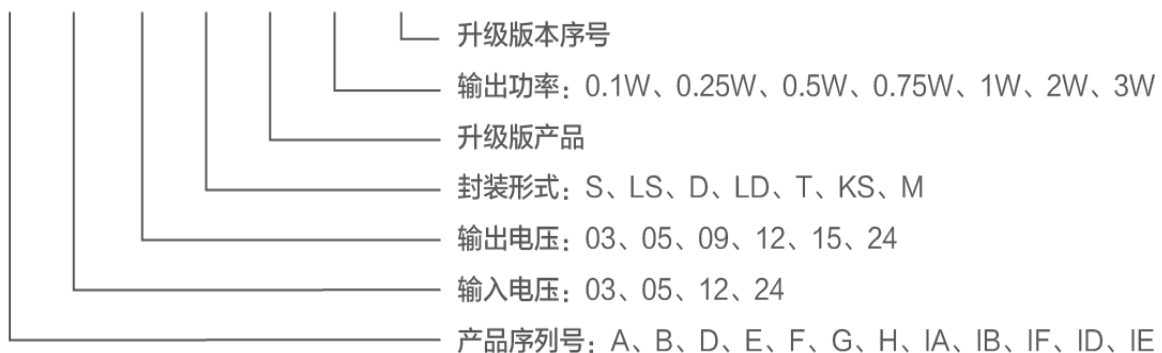 升级版本序号
输出功率：0.1W、0.25W、0.5W、0.75W、1W、2W、3W
升级版产品
封装形式：S、LS、D、LD、T、KS、M
输出电压：03、05、09、12、15、24
输入电压：03、05、12、24
产品序列号：A、B、D、E、F、G、H、IA、IB、IF、ID、IE